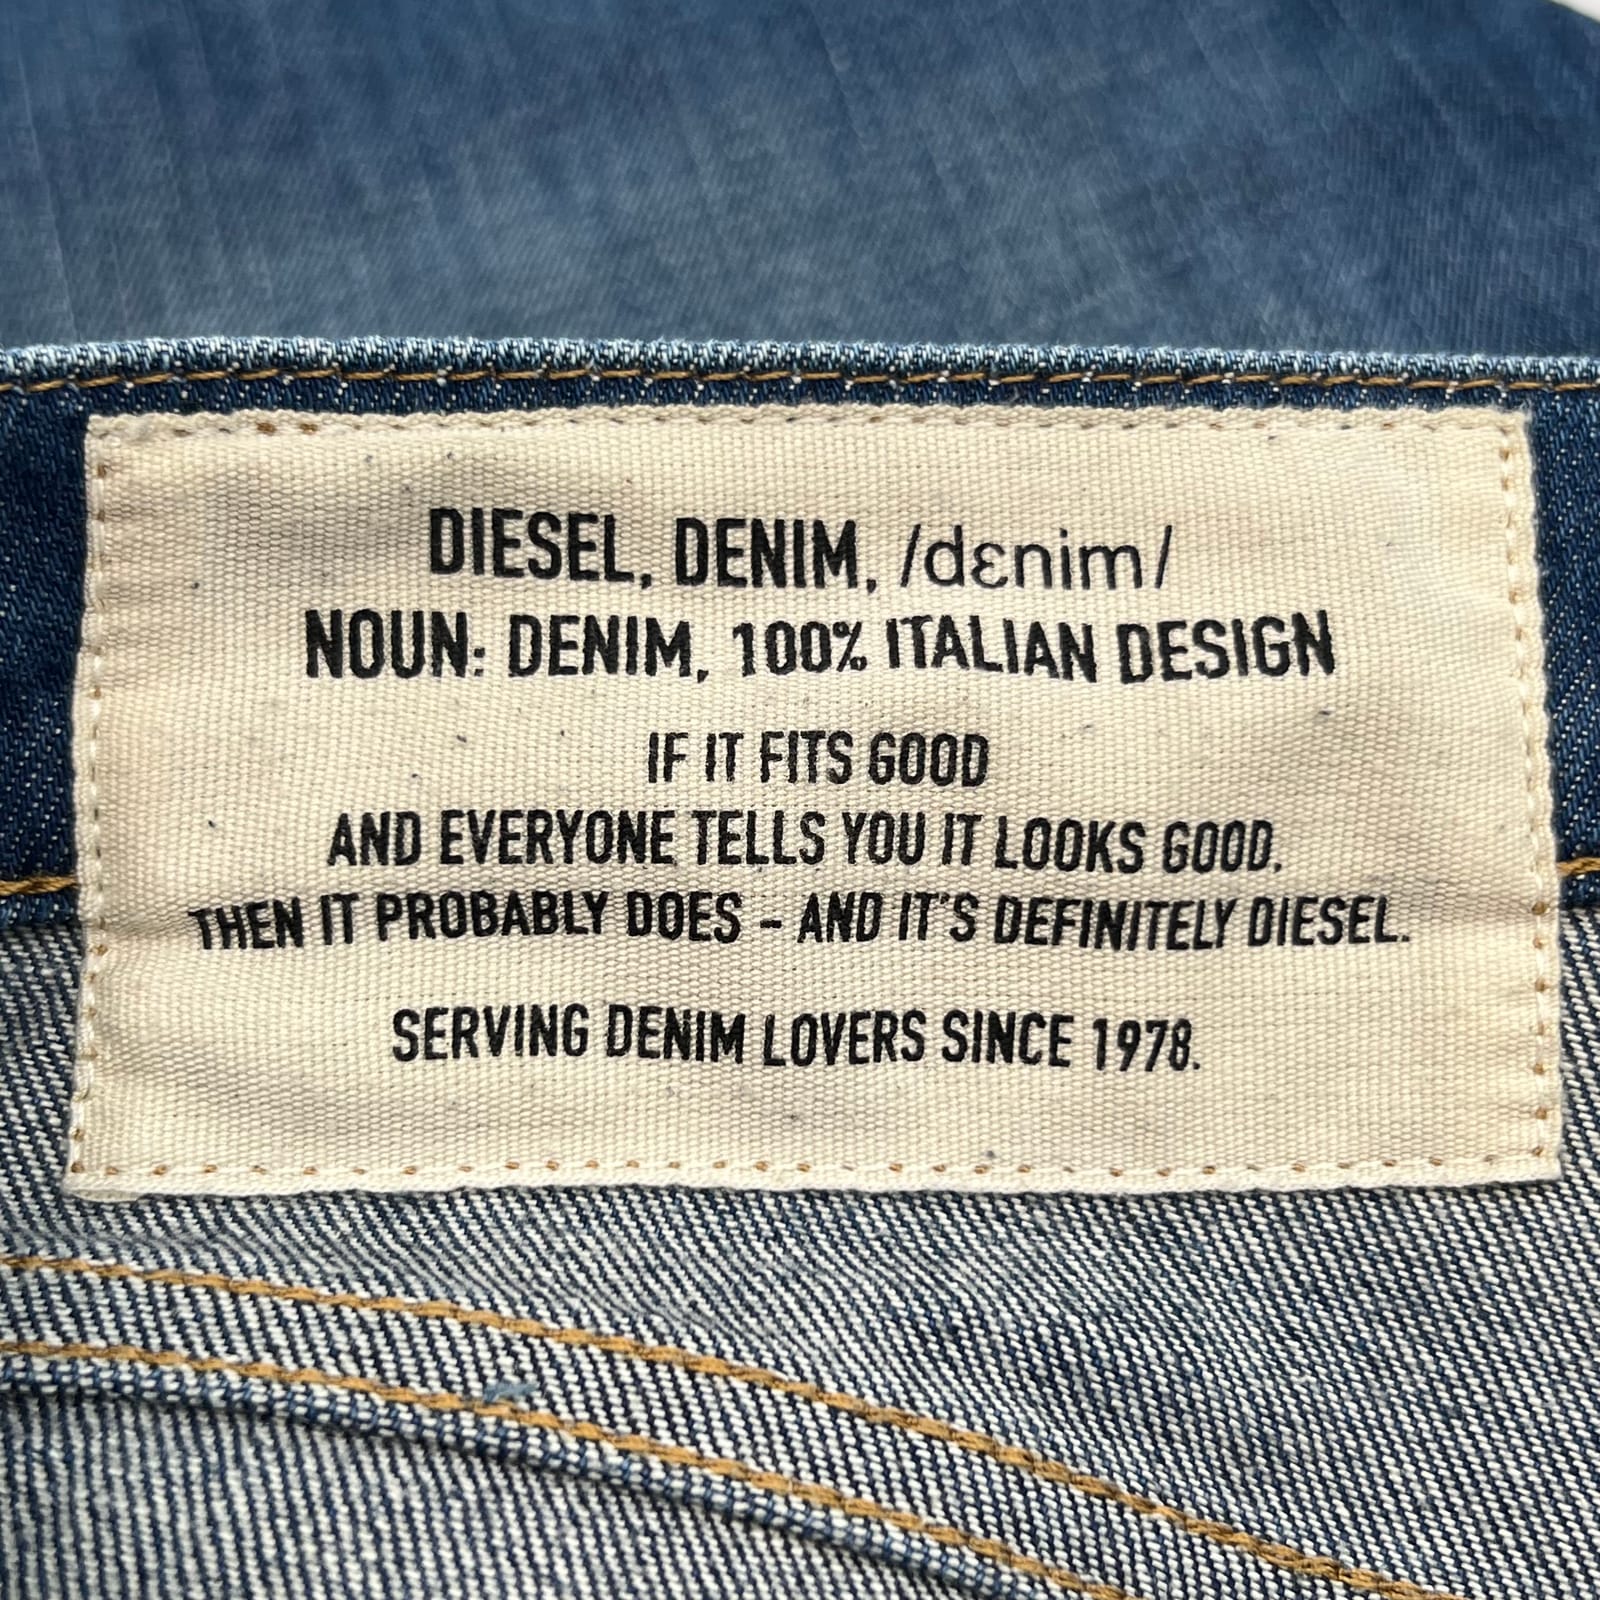 DIESEL, DENIM, /dɛnim/
NOUN: DENIM, 100% ITALIAN DESIGN
IF IT FITS GOOD
AND EVERYONE TELLS YOU IT LOOKS GOOD,
THEN IT PROBABLY DOES - AND IT'S DEFINITELY DIESEL.
SERVING DENIM LOVERS SINCE 1978.